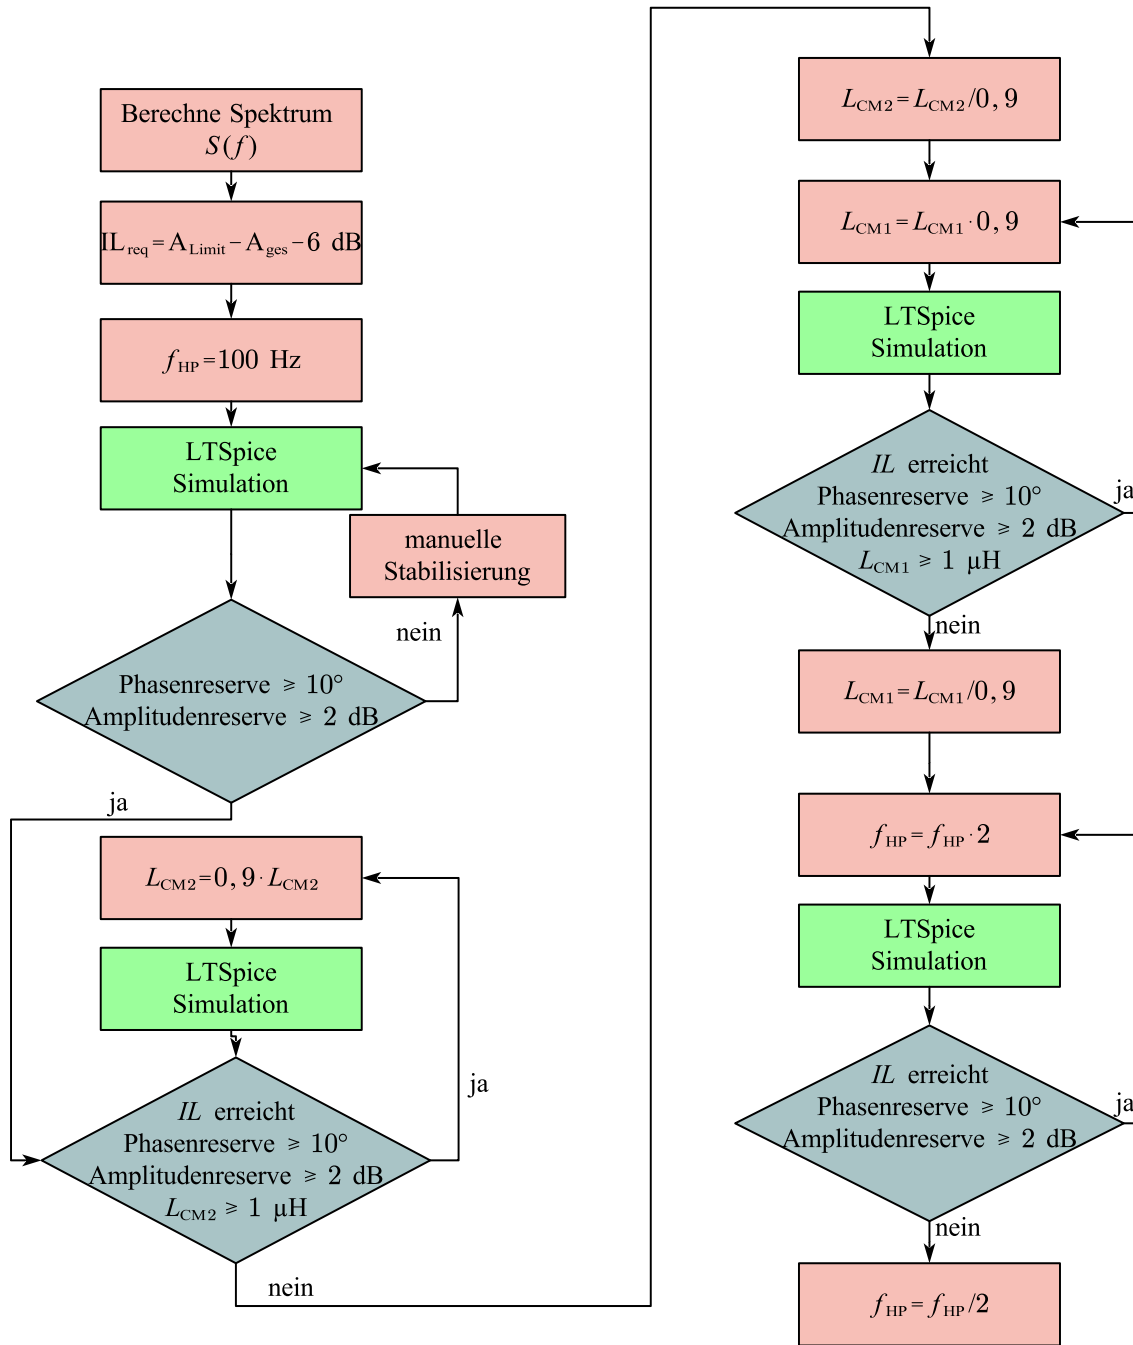 Berechne Spektrum
S(f)
IL_req = A_Limit − A_ges − 6 dB
f_HP = 100 Hz
LTSpice
Simulation
manuelle
Stabilisierung
nein
Phasenreserve ⩾ 10°
Amplitudenreserve ⩾ 2 dB
ja
L_CM2 = 0, 9 · L_CM2
LTSpice
Simulation
ja
IL erreicht
Phasenreserve ⩾ 10°
Amplitudenreserve ⩾ 2 dB
L_CM2 ⩾ 1 µH
nein
L_CM2 = L_CM2/0, 9
L_CM1 = L_CM1 · 0, 9
LTSpice
Simulation
IL erreicht
ja
Phasenreserve ⩾ 10°
Amplitudenreserve ⩾ 2 dB
L_CM1 ⩾ 1 µH
nein
L_CM1 = L_CM1/0, 9
f_HP = f_HP · 2
LTSpice
Simulation
IL erreicht
ja
Phasenreserve ⩾ 10°
Amplitudenreserve ⩾ 2 dB
nein
f_HP = f_HP/2